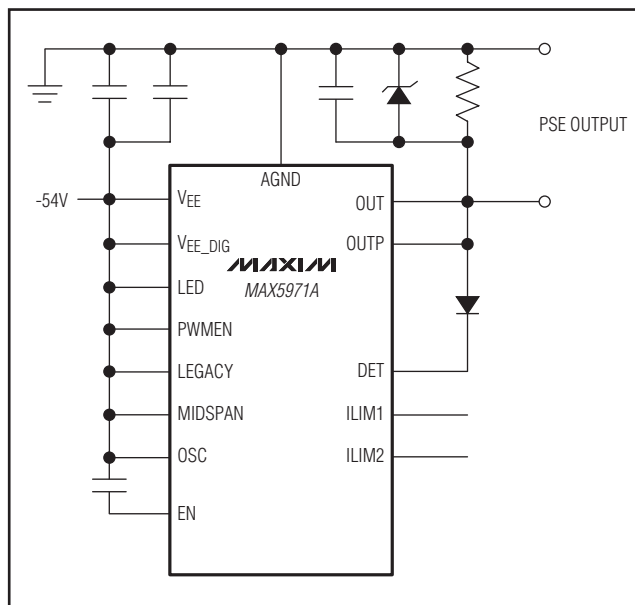 PSE OUTPUT
AGND
-54V
VEE
OUT
VEE_DIG
OUTP
MAXIM
MAX5971A
LED
PWMEN
LEGACY
DET
MIDSPAN
ILIM1
OSC
ILIM2
EN